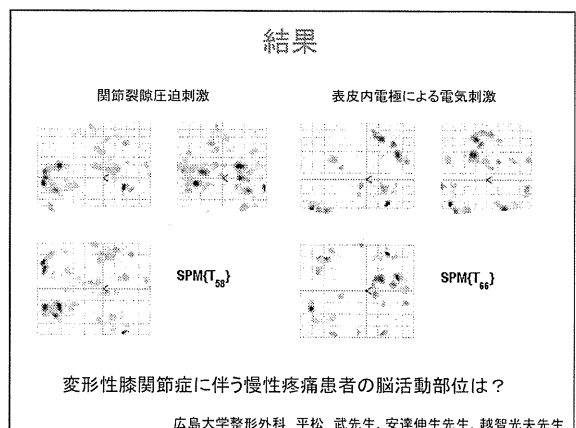 結果
関節裂隙圧迫刺激
表皮内電極による電気刺激
SPM{T58}
SPM{T66}
変形性膝関節症に伴う慢性疼痛患者の脳活動部位は？
広島大学整形外科 平松 武先生, 安達伸生先生, 越智光夫先生